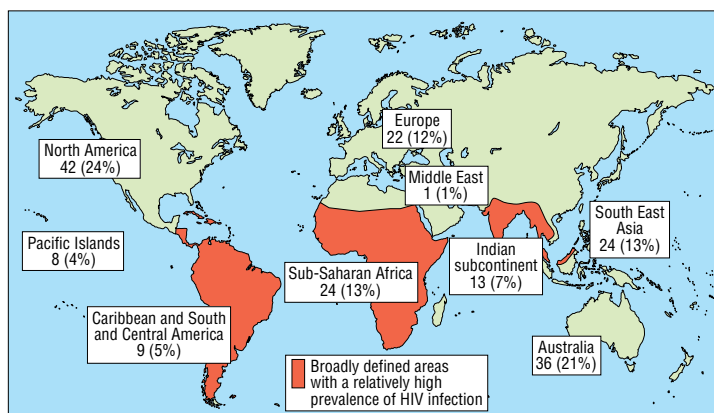 North America
42 (24%)
Europe
22 (12%)
Middle East
1 (1%)
South East
Asia
24 (13%)
Pacific Islands
8 (4%)
Indian
subcontinent
13 (7%)
Sub-Saharan Africa
24 (13%)
Caribbean and South
and Central America
9 (5%)
Australia
36 (21%)
Broadly defined areas
with a relatively high
prevalence of HIV infection